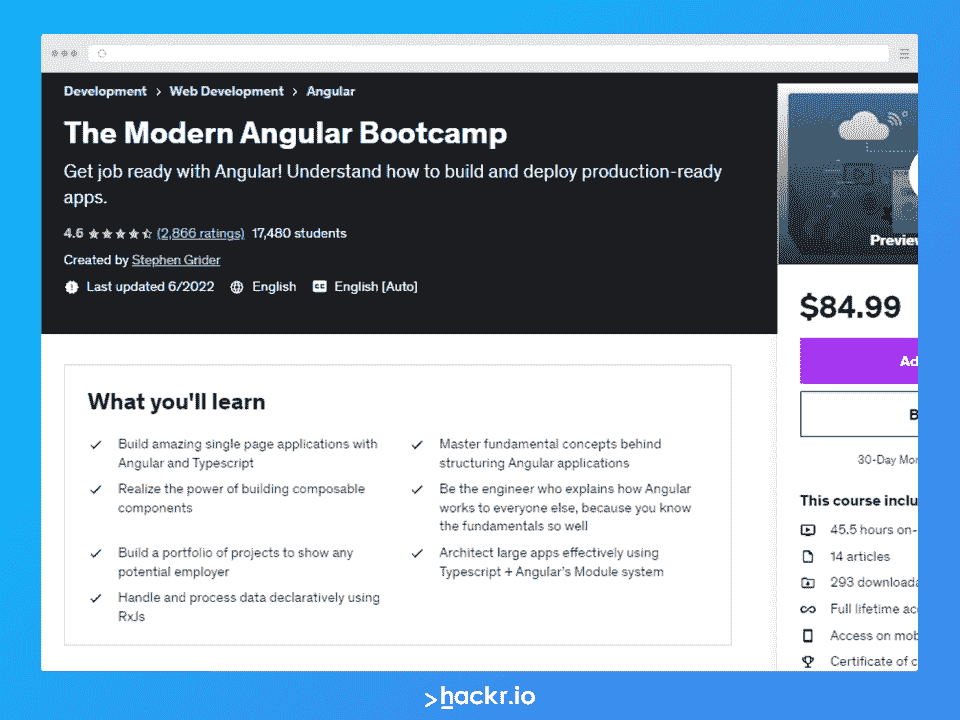 Development > Web Development > Angular
The Modern Angular Bootcamp
Get job ready with Angular! Understand how to build and deploy production-ready
apps.
4.6 (2,866 ratings) 17,480 students
Created by Stephen Grider
Last updated 6/2022 English CC English [Auto]
Preview
$84.99
Ad
B
30-Day Mon
This course inclu
45.5 hours on-
14 articles
293 downloada
Full lifetime ac
Access on mob
Certificate of c
What you'll learn
Build amazing single page applications with
Angular and Typescript
Realize the power of building composable
components
Build a portfolio of projects to show any
potential employer
Handle and process data declaratively using
RxJs
Master fundamental concepts behind
structuring Angular applications
Be the engineer who explains how Angular
works to everyone else, because you know
the fundamentals so well
Architect large apps effectively using
Typescript + Angular's Module system
>hackr.io